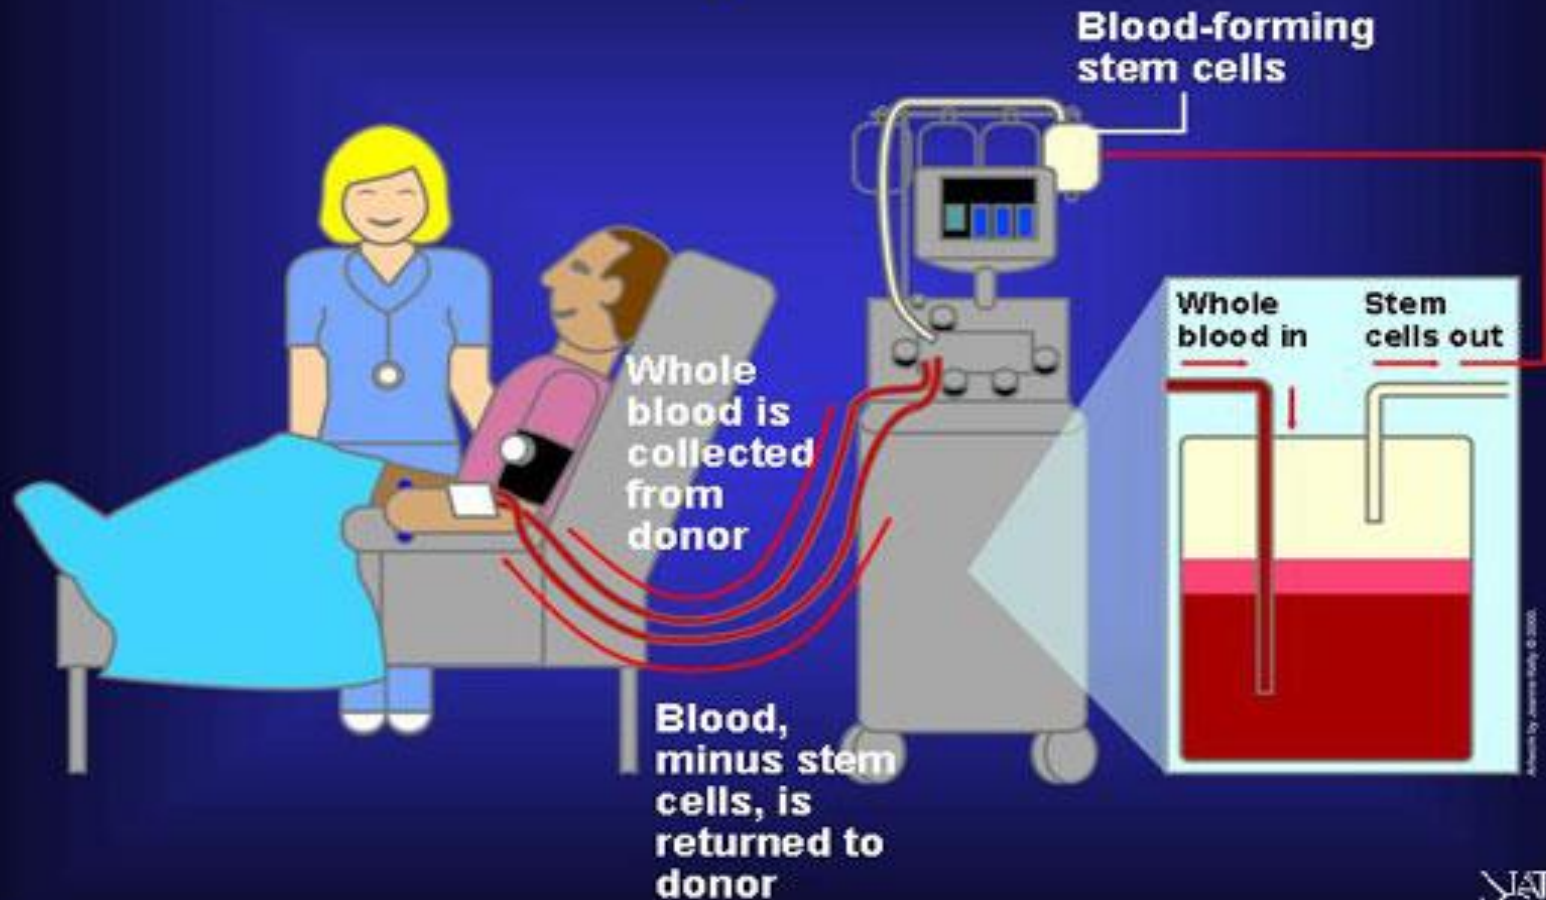 Blood-forming
stem cells
Whole
blood is
collected
from
donor
Whole
blood in
Stem
cells out
Blood,
minus stem
cells, is
returned to
donor